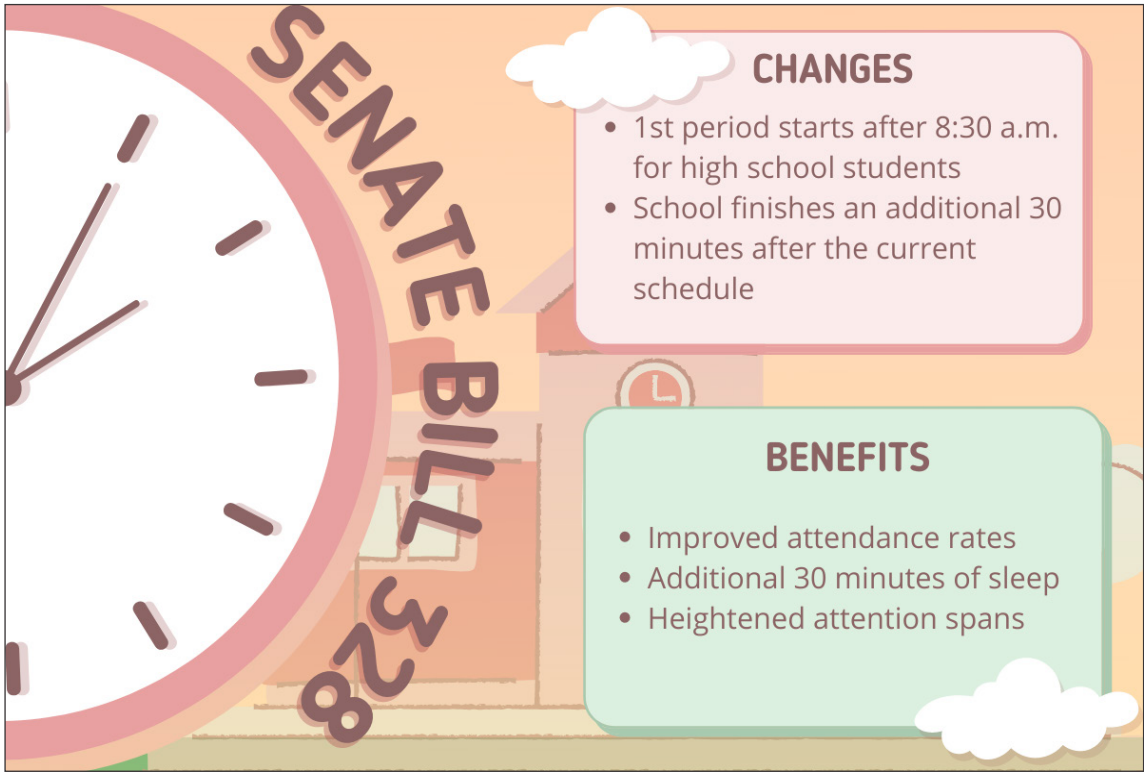 SENATE BILL 328
CHANGES
• 1st period starts after 8:30 a.m.
for high school students
• School finishes an additional 30
minutes after the current
schedule
BENEFITS
• Improved attendance rates
• Additional 30 minutes of sleep
• Heightened attention spans